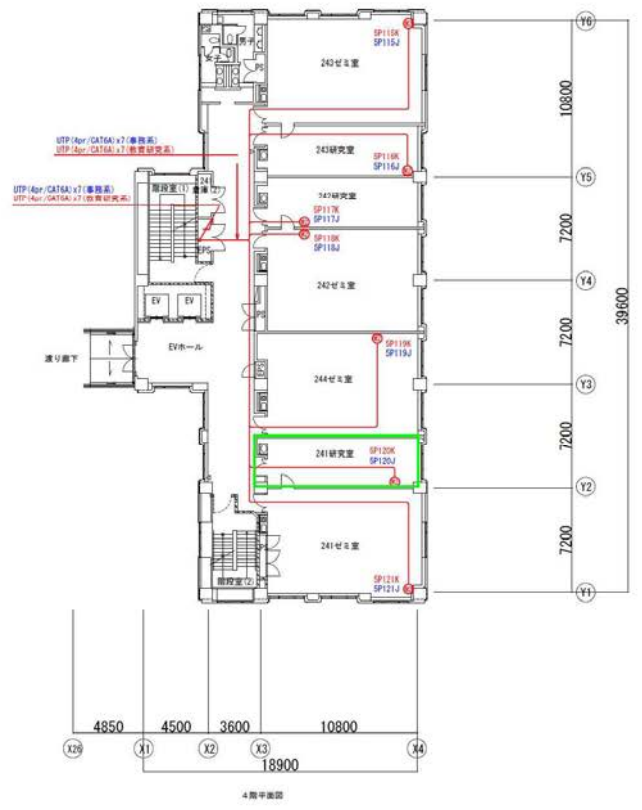 SP115K
SP115J
男子
女子
PS
243ゼミ室
Y6
10800
UTP(4pr/CAT6A)x7(事務系)
UTP(4pr/CAT6A)x7(教育研究系)
243研究室
SP116K
SP116J
Y5
UTP(4pr/CAT6A)x7(事務系)
UTP(4pr/CAT6A)x7(教育研究系)
階段室(1)
241
倉庫(2)
242研究室
SP117K
SP117J
SP118K
SP118J
7200
EPS
242ゼミ室
Y4
39600
EV
EV
PS
EVホール
7200
渡り廊下
SP119K
SP119J
244ゼミ室
Y3
7200
241研究室
SP120K
SP120J
Y2
241ゼミ室
PS
7200
階段室(2)
SP121K
SP121J
Y1
4850
4500
3600
10800
X26
X1
X2
X3
X4
18900
4階平面図